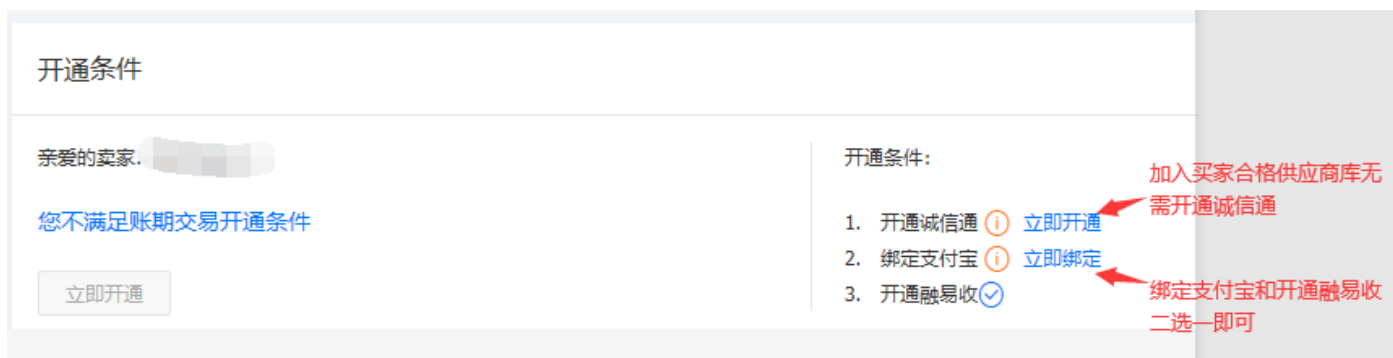 开通条件
亲爱的卖家.
开通条件:
您不满足账期交易开通条件
1. 开通诚信通 立即开通
2. 绑定支付宝 立即绑定
3. 开通融易收
立即开通
加入买家合格供应商库无
需开通诚信通
绑定支付宝和开通融易收
二选一即可